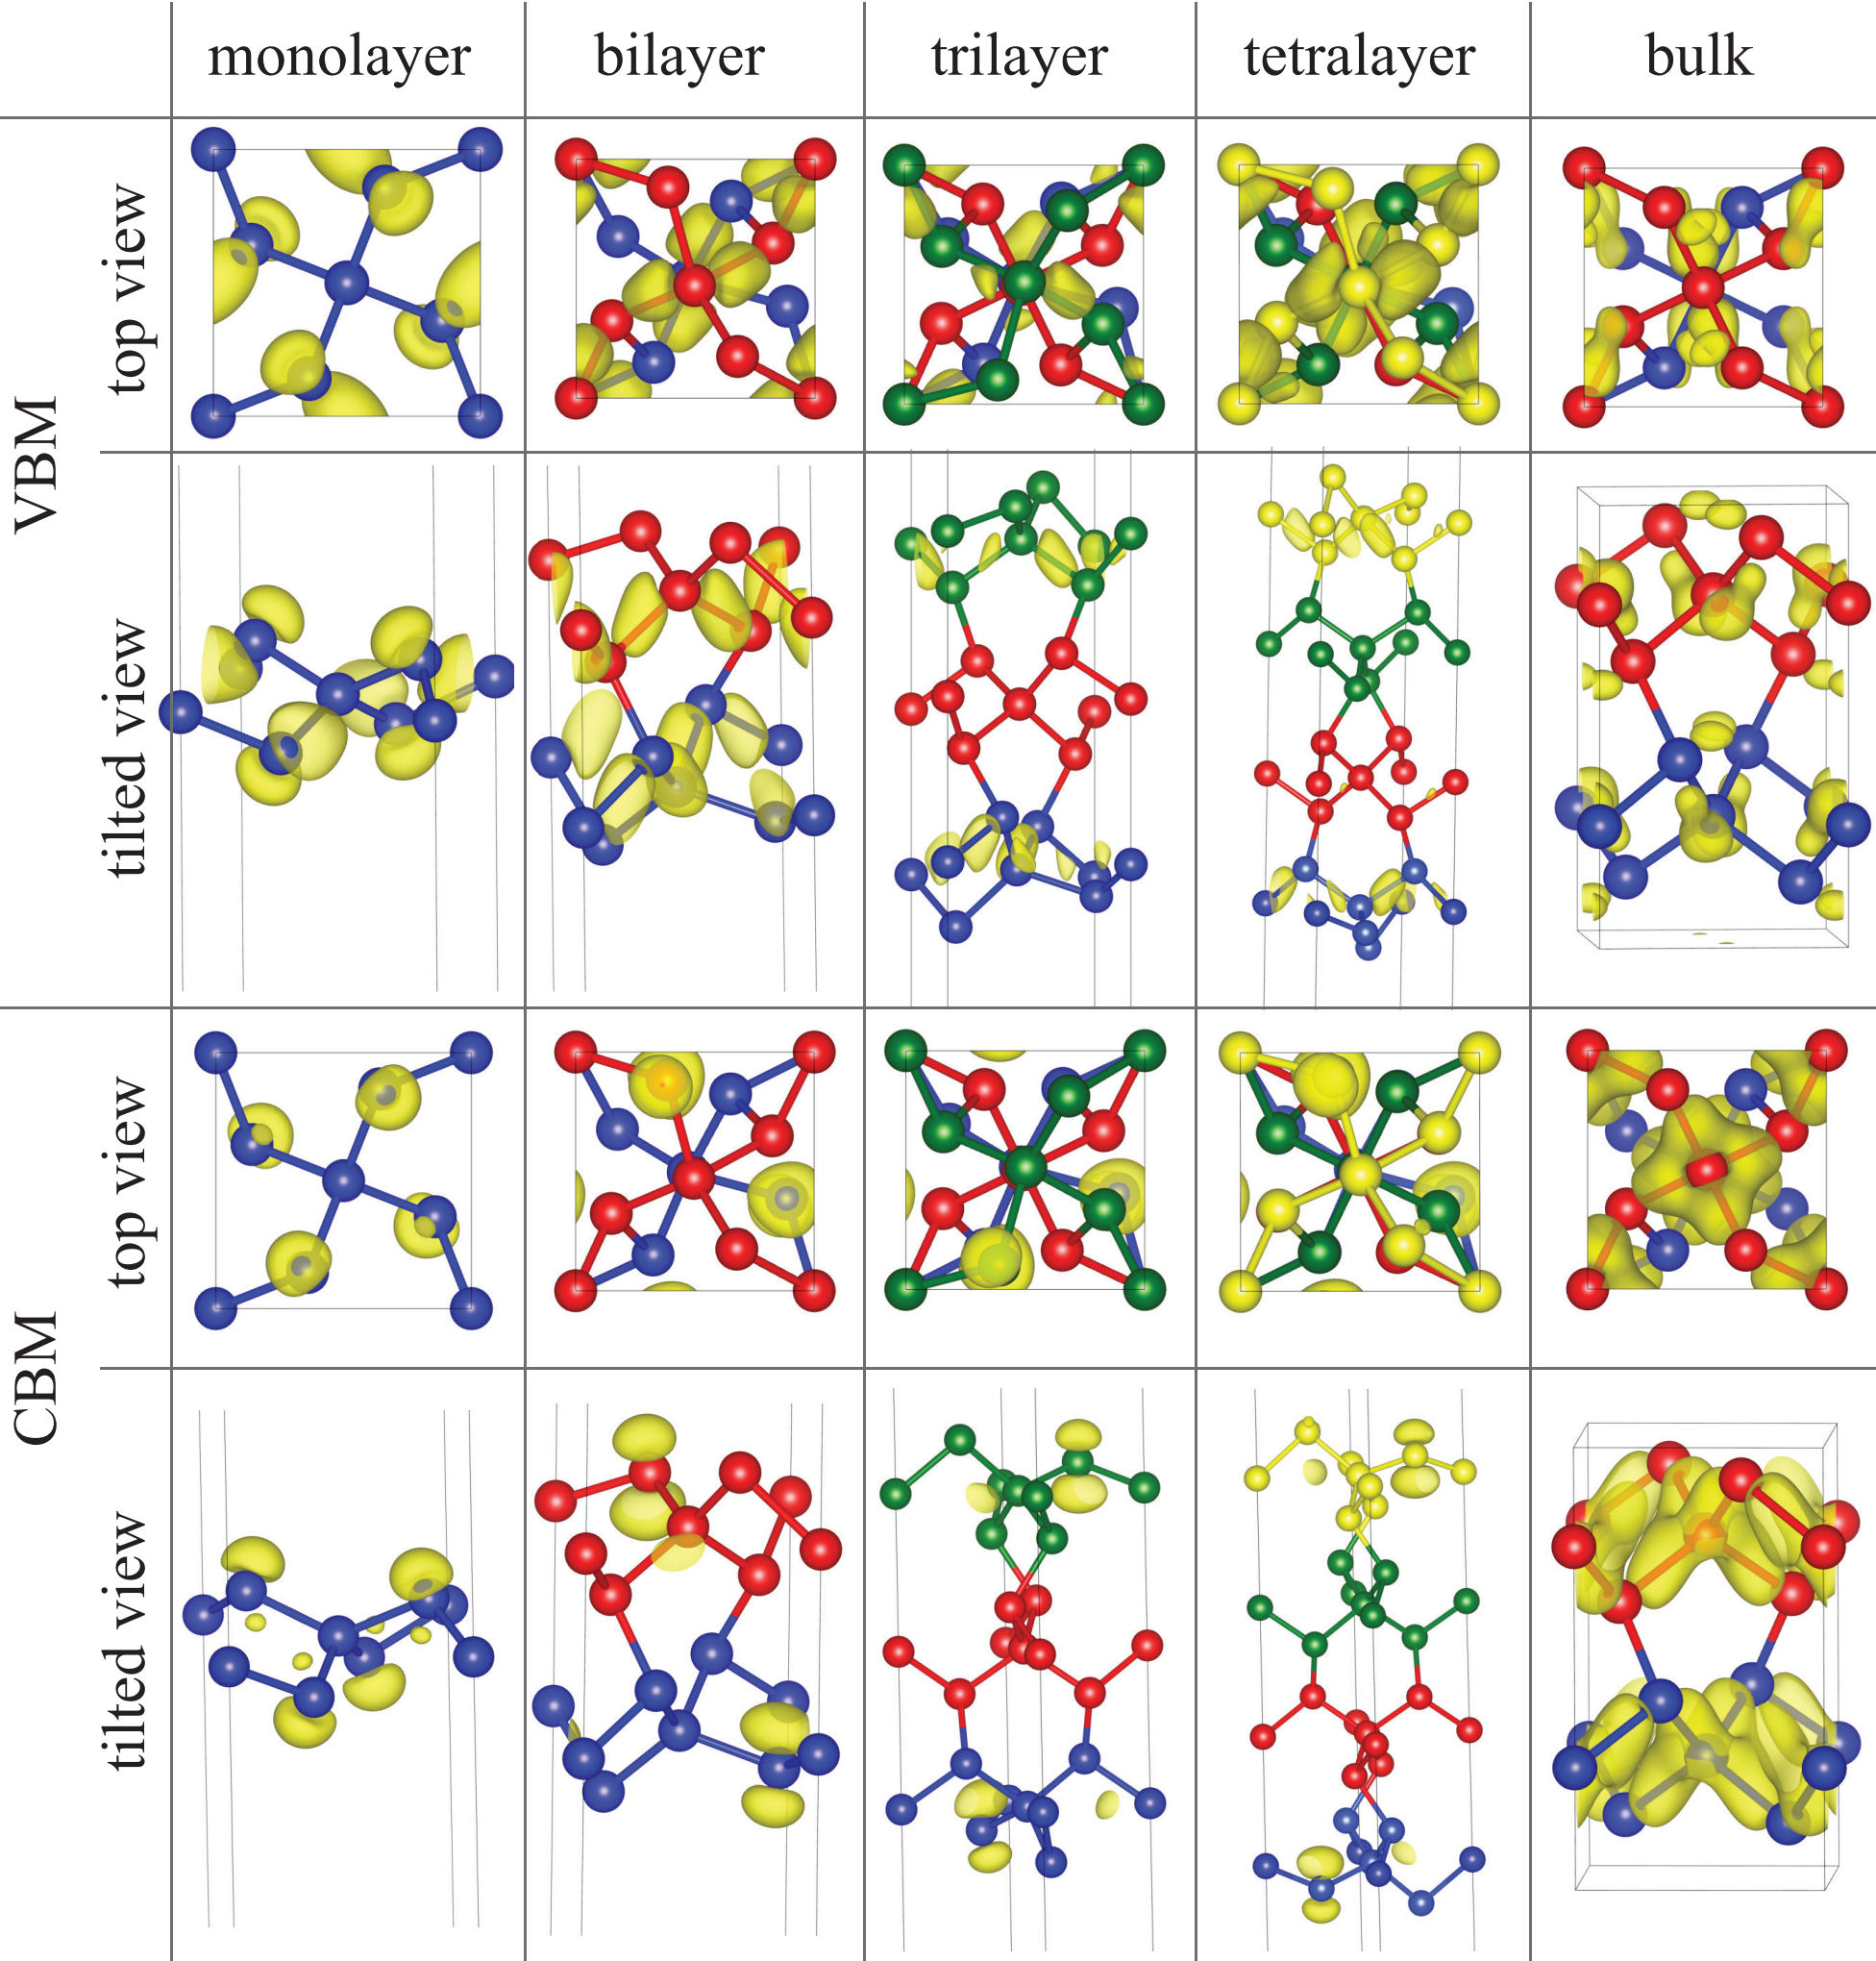 monolayer bilayer trilayer tetralayer bulk
VBM
top view
tilted view
CBM
top view
tilted view